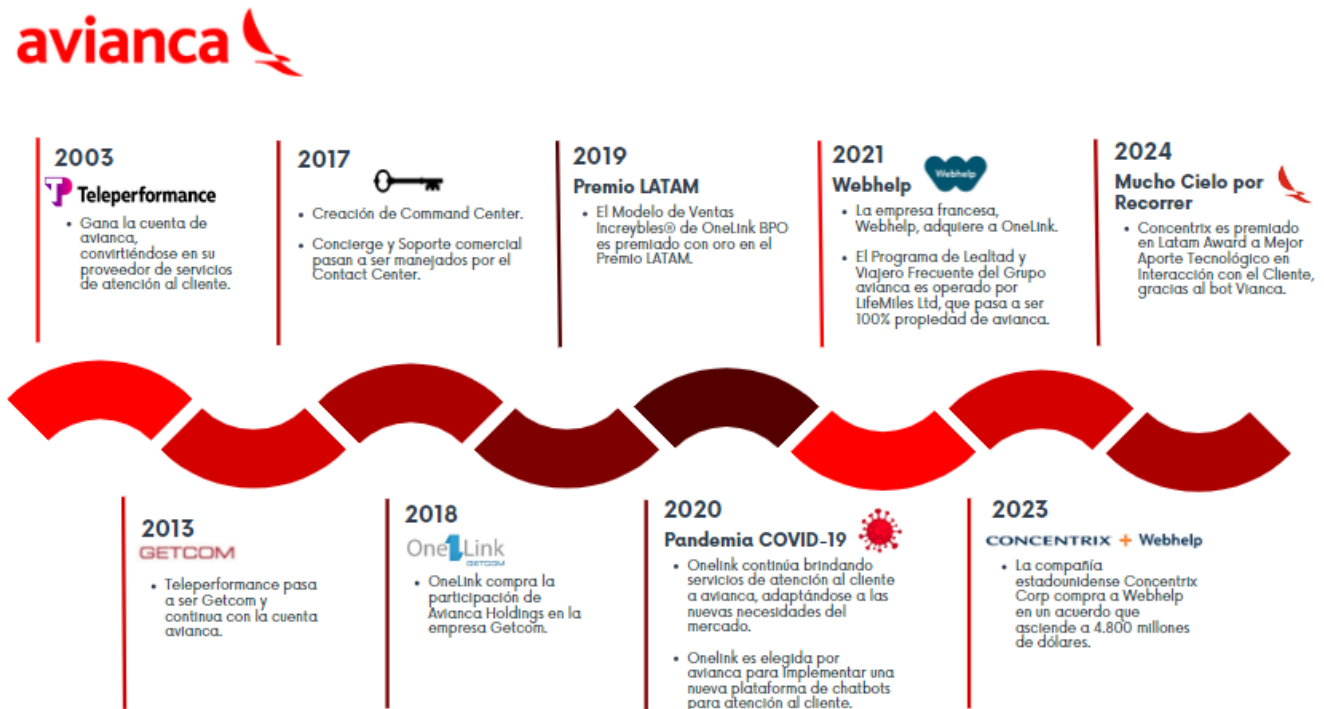 avianca
2003
Teleperformance
• Gana la cuenta de
avianca,
convirtiéndose en su
proveedor de servicios
de atención al cliente.
2017
• Creación de Command Center.
• Concierge y Soporte comercial
pasan a ser manejados por el
Contact Center.
2019
Premio LATAM
• El Modelo de Ventas
Increybles® de OneLink BPO
es premiado con oro en el
Premio LATAM.
2021
Webhelp
Webhelp
• La empresa francesa,
Webhelp, adquiere a OneLink.
• El Programa de Lealtad y
Viajero Frecuente del Grupo
avianca es operado por
LifeMiles Ltd, que pasa a ser
100% propiedad de avianca.
2024
Mucho Cielo por
Recorrer
• Concentrix es premiado
en Latam Award a Mejor
Aporte Tecnológico en
Interacción con el Cliente,
gracias al bot Vianca.
2013
GETCOM
• Teleperformance pasa
a ser Getcom y
continua con la cuenta
avianca.
2018
One Link
GETCOM
• OneLink compra la
participación de
Avianca Holdings en la
empresa Getcom.
2020
Pandemia COVID-19
• Onelink continúa brindando
servicios de atención al cliente
a avianca, adaptándose a las
nuevas necesidades del
mercado.
• Onelink es elegida por
avianca para implementar una
nueva plataforma de chatbots
para atención al cliente.
2023
CONCENTRIX + Webhelp
• La compañía
estadounidense Concentrix
Corp compra a Webhelp
en un acuerdo que
asciende a 4.800 millones
de dólares.